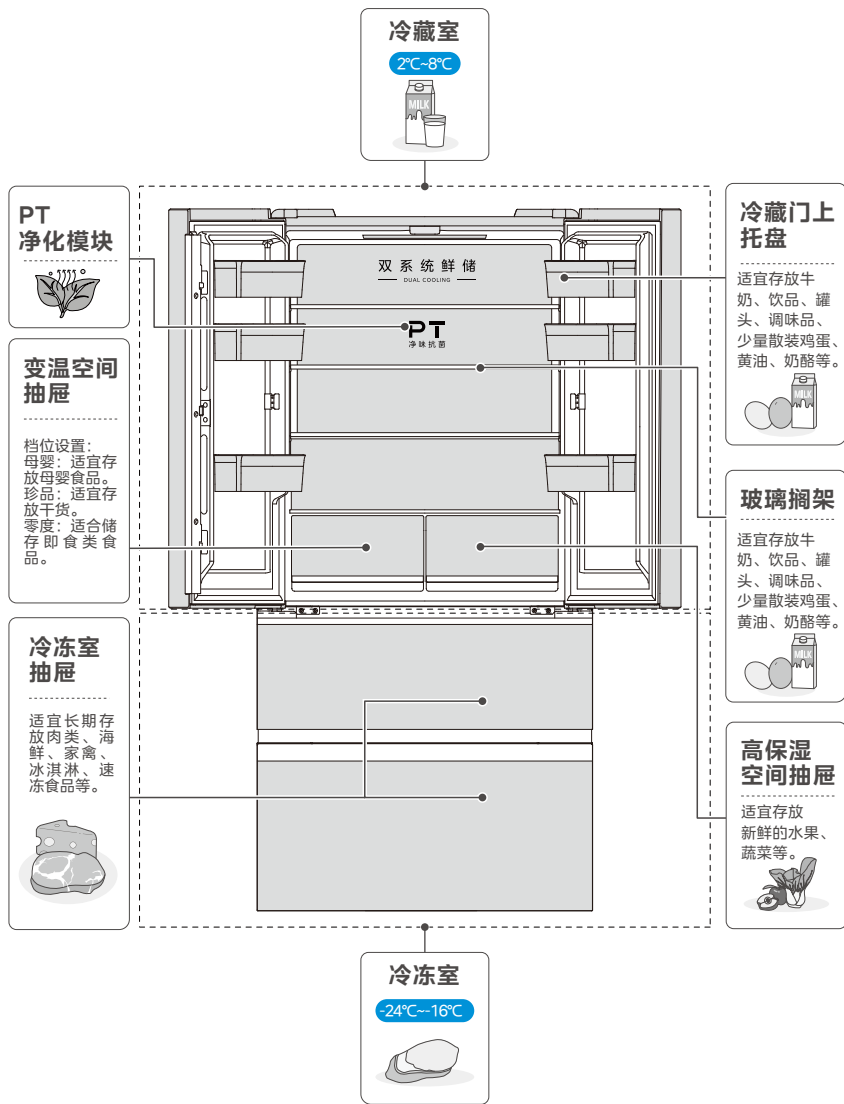 冷藏室
2℃~8℃
MILK
PT
净化模块
双系统鲜储
DUAL COOLING
PT
净味抗菌
冷藏门上
托盘
适宜存放牛
奶、饮品、罐
头、调味品、
少量散装鸡蛋、
黄油、奶酪等。
MILK
变温空间
抽屉
档位设置：
母婴：适宜存
放母婴食品。
珍品：适宜存
放干货。
零度：适合储
存即食类食
品。
玻璃搁架
适宜存放牛
奶、饮品、罐
头、调味品、
少量散装鸡蛋、
黄油、奶酪等。
MILK
冷冻室
抽屉
适宜长期存
放肉类、海
鲜、家禽、
冰淇淋、速
冻食品等。
高保湿
空间抽屉
适宜存放
新鲜的水果、
蔬菜等。
冷冻室
-24℃~-16℃